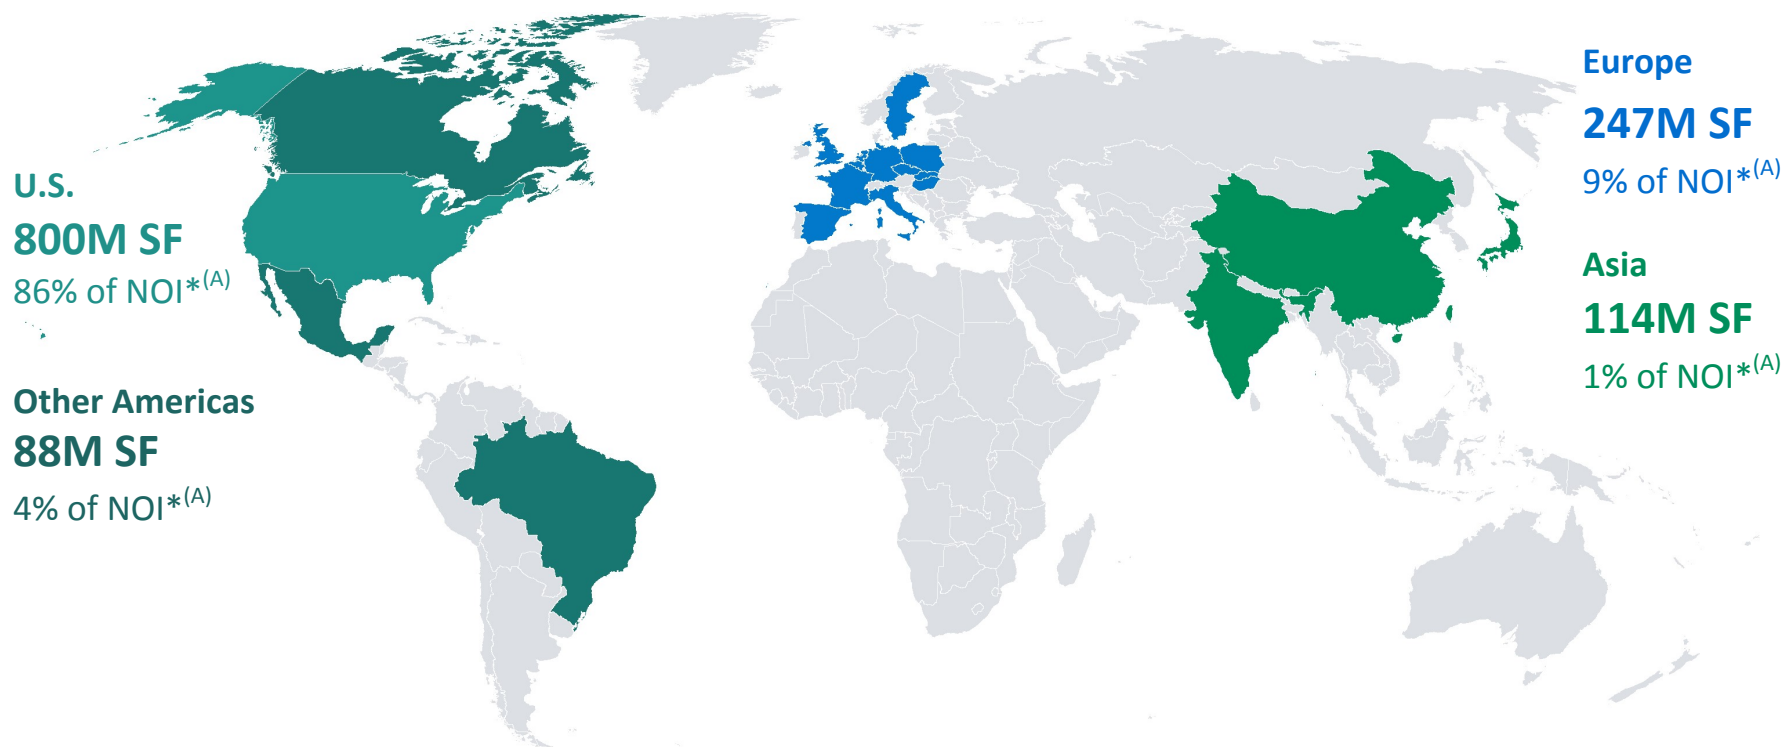 U.S.
800M SF
86% of NOI*(A)
Other Americas
88M SF
4% of NOI*(A)
Europe
247M SF
9% of NOI*(A)
Asia
114M SF
1% of NOI*(A)